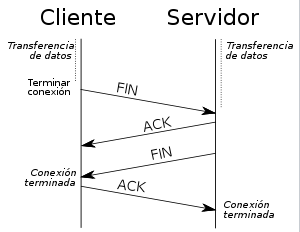 Cliente
Servidor
Transferencia
de datos
Transferencia
de datos
Terminar
conexión
FIN
ACK
FIN
Conexión
terminada
ACK
Conexión
terminada